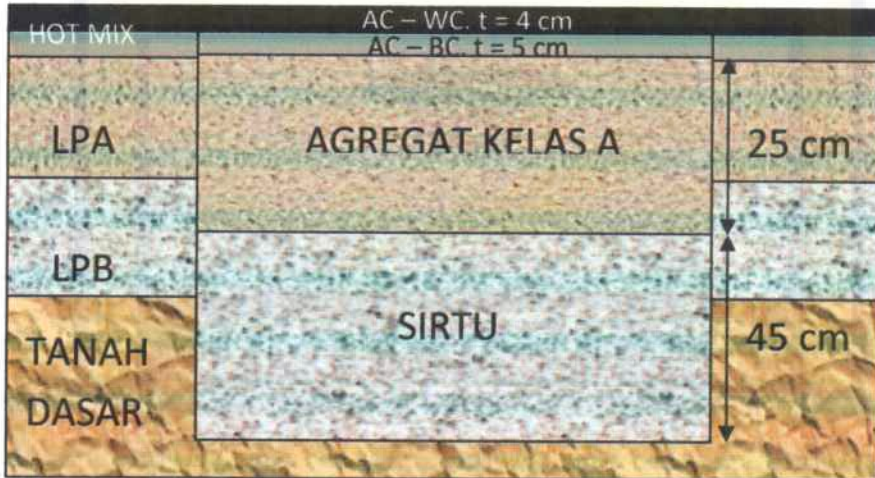 AC – WC. t = 4 cm
HOT MIX
AC – BC. t = 5 cm
LPA
AGREGAT KELAS A
25 cm
LPB
SIRTU
45 cm
TANAH
DASAR